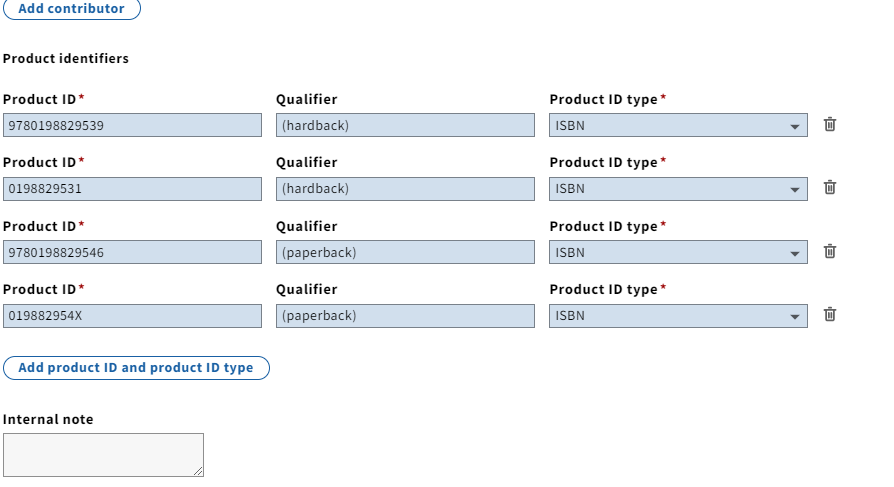 Add contributor
Product identifiers
Product ID* Qualifier Product ID type*
9780198829539 (hardback) ISBN
Product ID* Qualifier Product ID type*
0198829531 (hardback) ISBN
Product ID* Qualifier Product ID type*
9780198829546 (paperback) ISBN
Product ID* Qualifier Product ID type*
019882954X (paperback) ISBN
Add product ID and product ID type
Internal note